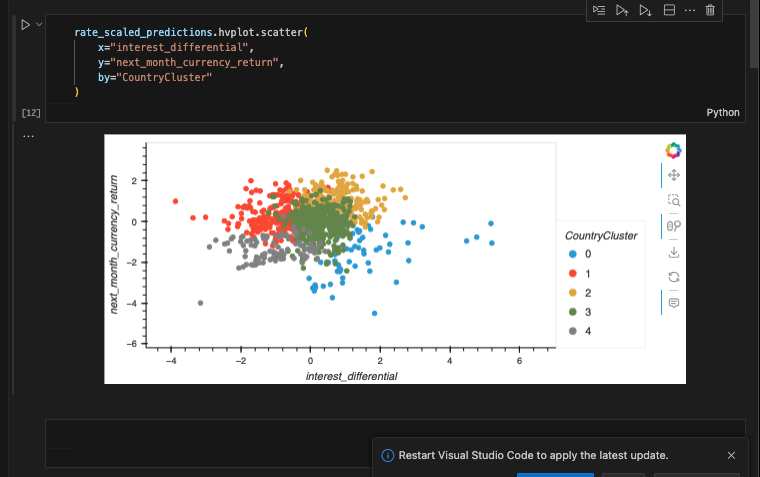 rate_scaled_predictions.hvplot.scatter(
x="interest_differential",
y="next_month_currency_return",
by="CountryCluster"
)
[12]
Python
...
next_month_currency_return
2
0
−2
−4
−6
−4
−2
0
2
4
6
interest_differential
CountryCluster
0
1
2
3
4
Restart Visual Studio Code to apply the latest update.